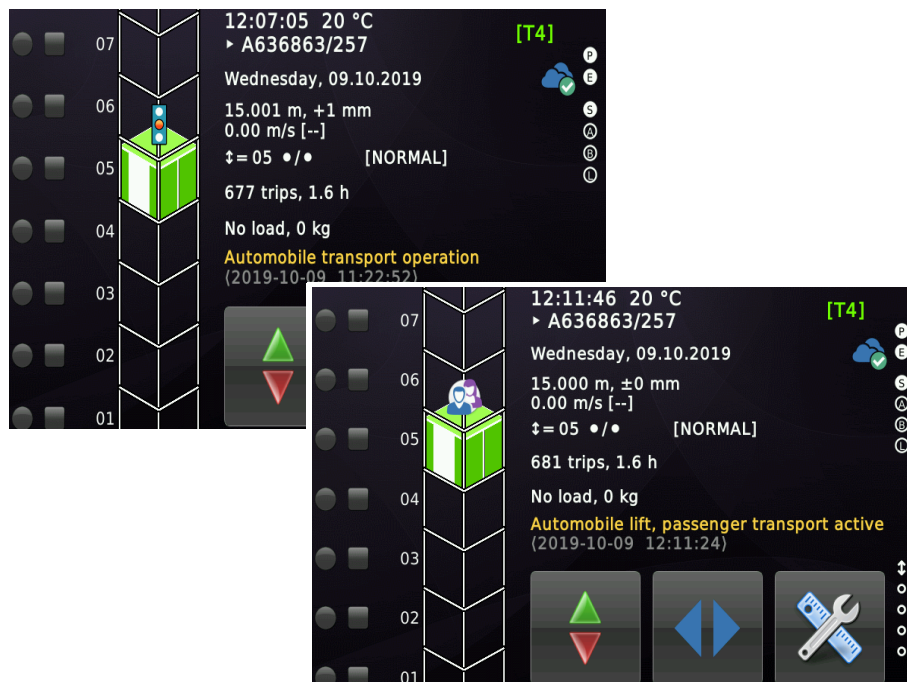 12:07:05 20 °C
[T4]
▸ A636863/257
P
Wednesday, 09.10.2019
E
15.001 m, +1 mm
S
0.00 m/s [--]
A
↕= 05 •/• [NORMAL]
B
L
677 trips, 1.6 h
No load, 0 kg
Automobile transport operation
(2019-10-09 11:22:52)
07
06
05
04
03
02
01
12:11:46 20 °C
[T4]
▸ A636863/257
P
Wednesday, 09.10.2019
E
15.000 m, ±0 mm
S
0.00 m/s [--]
A
↕= 05 •/• [NORMAL]
B
L
681 trips, 1.6 h
No load, 0 kg
Automobile lift, passenger transport active
(2019-10-09 12:11:24)
07
06
05
04
03
02
01